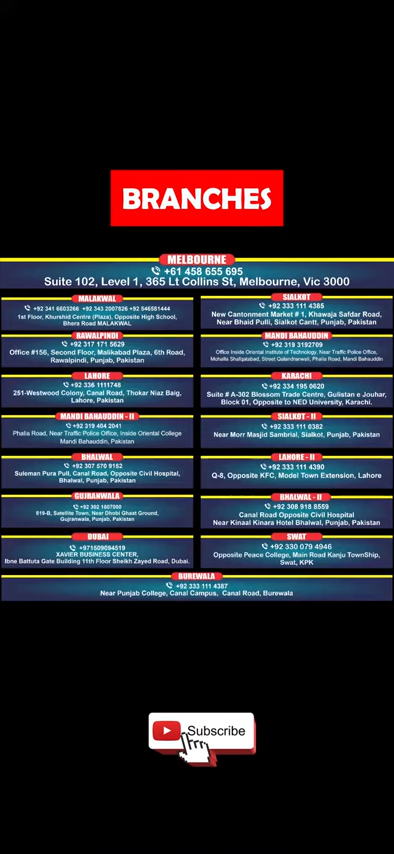 BRANCHES
MELBOURNE
+61 458 655 695
Suite 102, Level 1, 365 Lt Collins St, Melbourne, Vic 3000
MALAKWAL
+92 341 6603266 +92 343 2007826 +92 546551444
1st Floor, Khurshid Centre (Plaza), Opposite High School,
Bhera Road MALAKWAL
SIALKOT
+92 333 111 4385
New Cantonment Market # 1, Khawaja Safdar Road,
Near Bhaid Pulli, Sialkot Cantt, Punjab, Pakistan
RAWALPINDI
+92 317 171 5629
Office #156, Second Floor, Malikabad Plaza, 6th Road,
Rawalpindi, Punjab, Pakistan
MANDI BAHAUDDIN
+92 319 3192709
Office Inside Oriental Institute of Technology, Near Traffic Police Office,
Mohalla Shafqatabad, Street Qalandranwali, Phalia Road, Mandi Bahauddin
LAHORE
+92 336 1111748
251-Westwood Colony, Canal Road, Thokar Niaz Baig,
Lahore, Pakistan
KARACHI
+92 334 195 0620
Suite # A-302 Blossom Trade Centre, Gulistan e Jouhar,
Block 01, Opposite to NED University, Karachi.
MANDI BAHAUDDIN - II
+92 319 404 2041
Phalia Road, Near Traffic Police Office, Inside Oriental College
Mandi Bahauddin, Pakistan
SIALKOT - II
+92 333 111 0382
Near Morr Masjid Sambrial, Sialkot, Punjab, Pakistan
BHALWAL
+92 307 570 9152
Suleman Pura Pull, Canal Road, Opposite Civil Hospital,
Bhalwal, Punjab, Pakistan
LAHORE - II
+92 333 111 4390
Q-8, Opposite KFC, Model Town Extension, Lahore
GUJRANWALA
+92 302 1607000
819-B, Satellite Town, Near Dhobi Ghaat Ground,
Gujranwala, Punjab, Pakistan
BHALWAL - II
+92 308 918 8559
Canal Road Opposite Civil Hospital
Near Kinaal Kinara Hotel Bhalwal, Punjab, Pakistan
DUBAI
+971509094519
XAVIER BUSINESS CENTER,
Ibne Battuta Gate Building 11th Floor Sheikh Zayed Road, Dubai.
SWAT
+92 330 079 4946
Opposite Peace College, Main Road Kanju TownShip,
Swat, KPK
BUREWALA
+92 333 111 4387
Near Punjab College, Canal Campus, Canal Road, Burewala
Subscribe